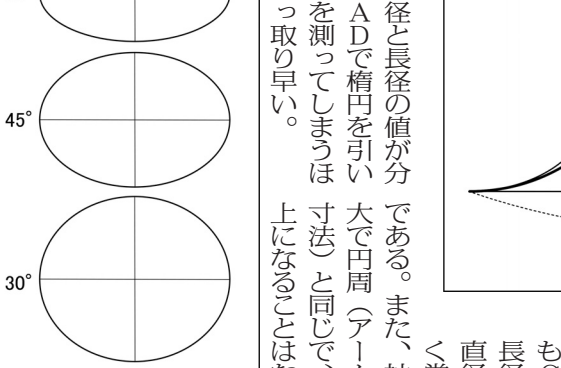 径と長径の値が分
ADで楕円を引い
を測ってしまうほ
っ取り早い。
も
長径
直径
く
である。また、
大で円周（アー
寸法）と同じで、
上になることは
45°
30°